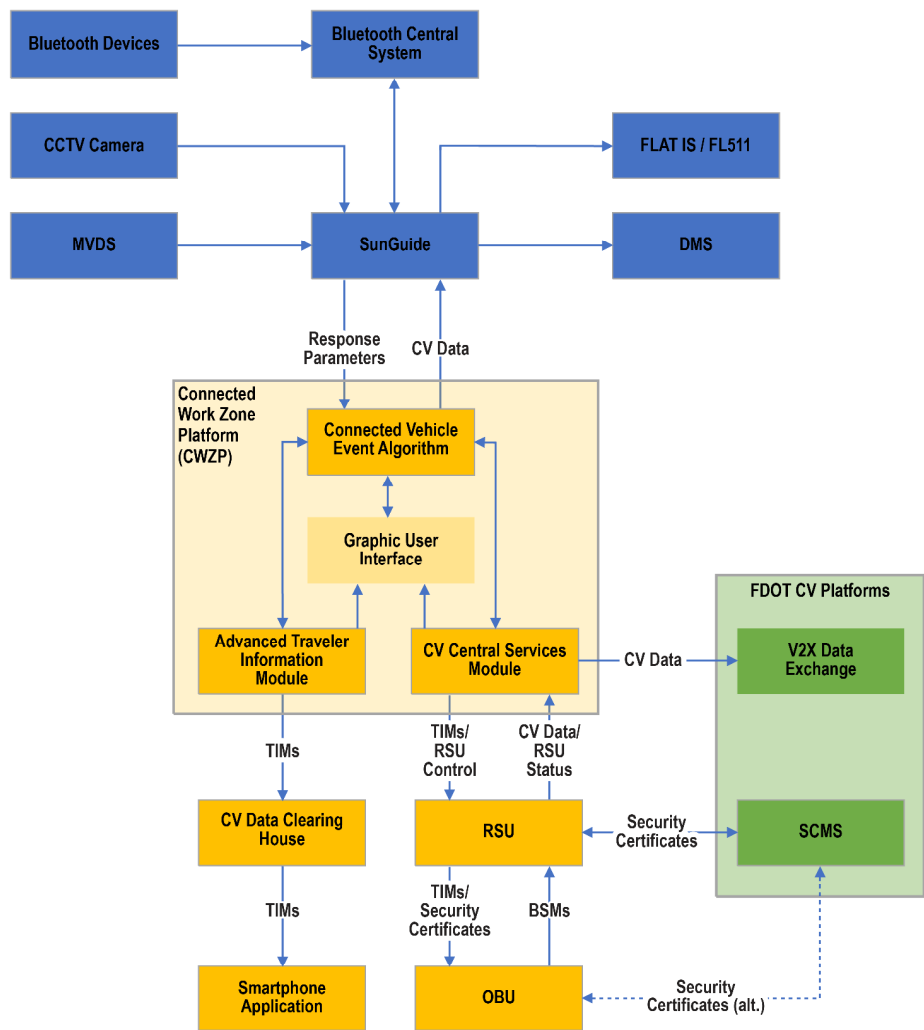 Bluetooth Devices
Bluetooth Central
System
CCTV Camera
FLAT IS / FL511
MVDS
SunGuide
DMS
Response
Parameters
CV Data
Connected
Work Zone
Platform
(CWZP)
Connected Vehicle
Event Algorithm
Graphic User
Interface
Advanced Traveler
Information
Module
CV Central Services
Module
CV Data
FDOT CV Platforms
V2X Data
Exchange
TIMs
TIMs/
RSU
Control
CV Data/
RSU
Status
CV Data Clearing
House
RSU
Security
Certificates
SCMS
TIMs
TIMs/
Security
Certificates
BSMs
Smartphone
Application
OBU
Security
Certificates (alt.)